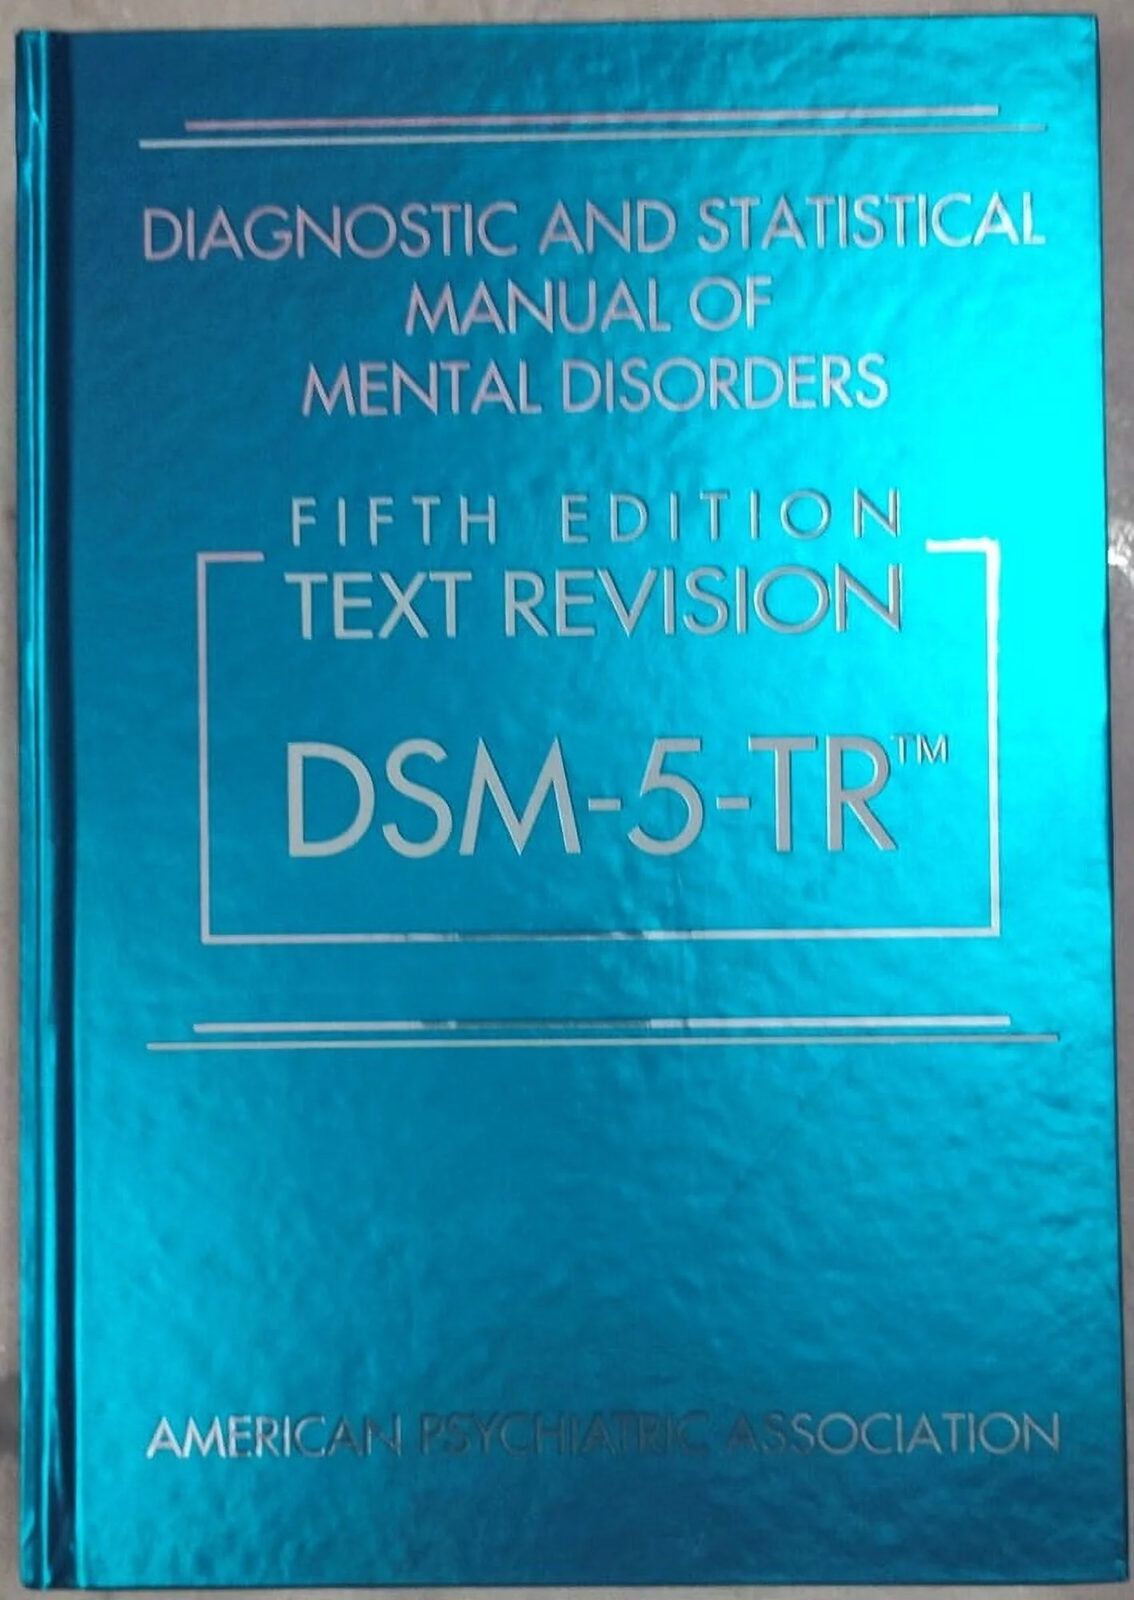 DIAGNOSTIC AND STATISTICAL
MANUAL OF
MENTAL DISORDERS
FIFTH EDITION
TEXT REVISION
DSM-5-TR™
AMERICAN PSYCHIATRIC ASSOCIATION